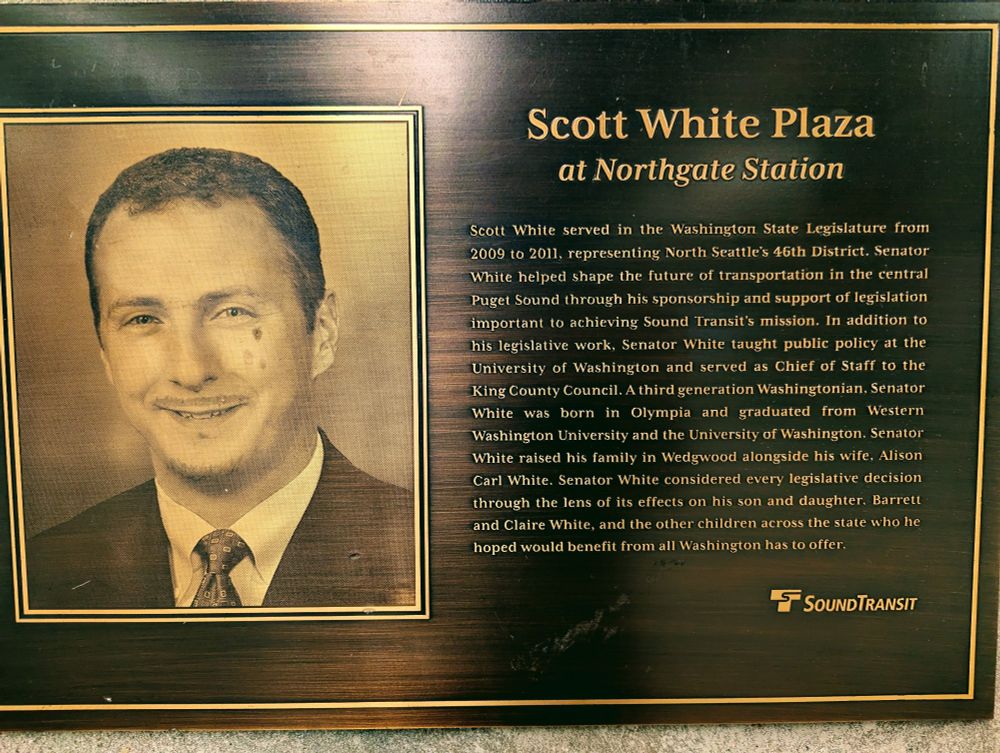 Scott White Plaza
at Northgate Station
Scott White served in the Washington State Legislature from
2009 to 2011, representing North Seattle's 46th District. Senator
White helped shape the future of transportation in the central
Puget Sound through his sponsorship and support of legislation
important to achieving Sound Transit's mission. In addition to
his legislative work, Senator White taught public policy at the
University of Washington and served as Chief of Staff to the
King County Council. A third generation Washingtonian, Senator
White was born in Olympia and graduated from Western
Washington University and the University of Washington. Senator
White raised his family in Wedgwood alongside his wife, Alison
Carl White. Senator White considered every legislative decision
through the lens of its effects on his son and daughter, Barrett
and Claire White, and the other children across the state who he
hoped would benefit from all Washington has to offer.
SOUNDTRANSIT